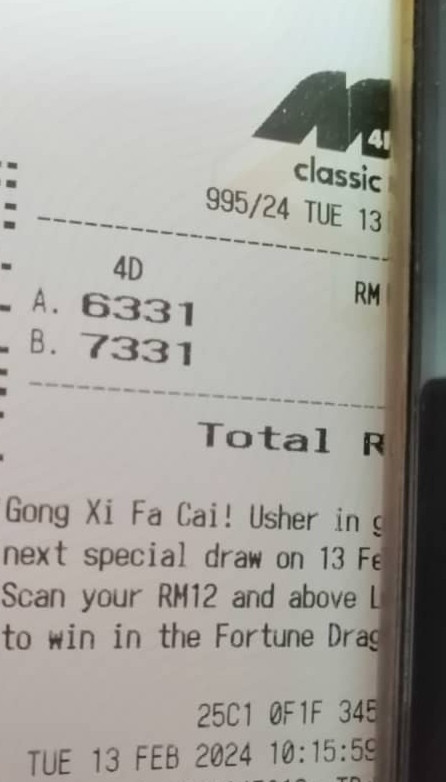 4D
classic
995/24 TUE 13
4D
RM
A. 6331
B. 7331
Total R
Gong Xi Fa Cai! Usher in g
next special draw on 13 Fe
Scan your RM12 and above L
to win in the Fortune Drag
25C1 0F1F 345
TUE 13 FEB 2024 10:15:59